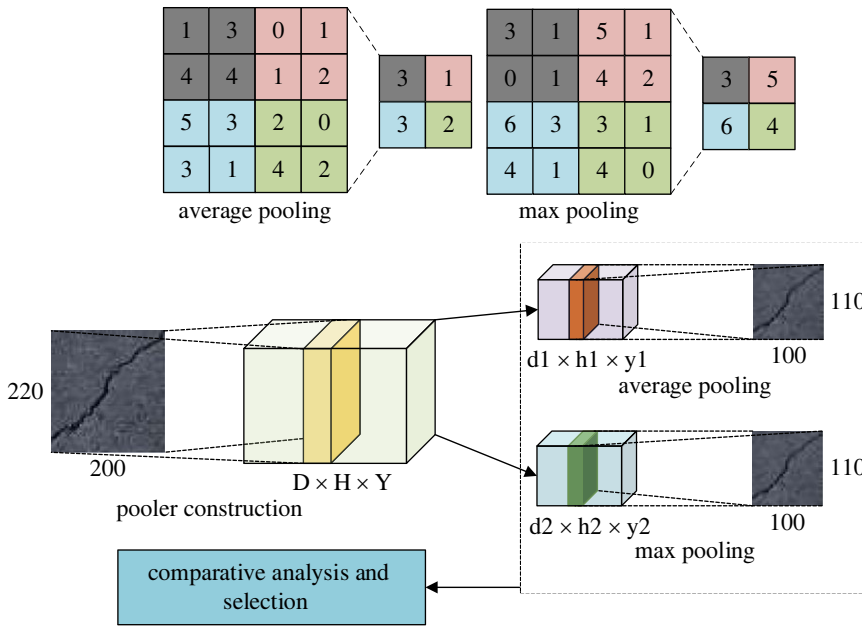 1 3 0 1
4 4 1 2
5 3 2 0
3 1 4 2
3 1
3 2
average pooling
3 1 5 1
0 1 4 2
6 3 3 1
4 1 4 0
3 5
6 4
max pooling
220
200
pooler construction
D × H × Y
d1 × h1 × y1
average pooling
110
100
d2 × h2 × y2
max pooling
110
100
comparative analysis and
selection